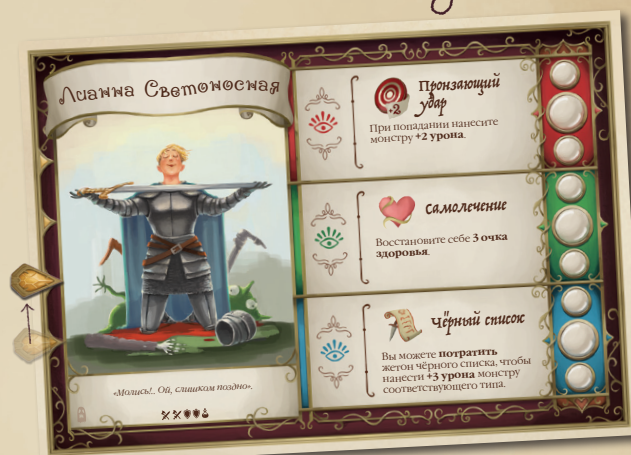 Лианна Светоносная
«Молись!.. Ой, слишком поздно».
+2
Пронзающий
удар
При попадании нанесите
монстру +2 урона.
Самолечение
Восстановите себе 3 очка
здоровья.
Чёрный список
Вы можете потратить
жетон чёрного списка, чтобы
нанести +3 урона монстру
соответствующего типа.